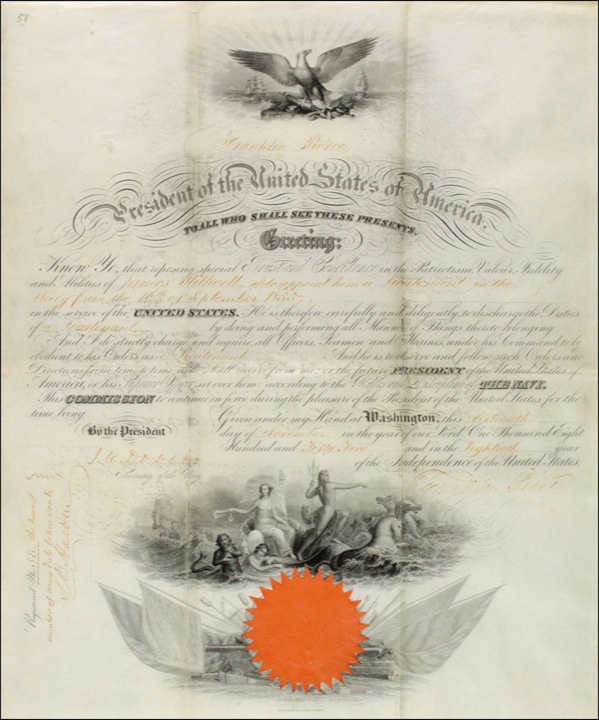 58
Franklin Pierce,
President of the United States of America.
TO ALL WHO SHALL SEE THESE PRESENTS,
Greeting:
Know Ye, that reposing special Trust and Confidence in the Patriotism, Valour, Fidelity
and Abilities of James I do appoint him a Lieutenant in the
Navy from the of September 1855
in the service of the UNITED STATES. He is therefore carefully and diligently to discharge the Duties
of a Lieutenant by doing and performing all Manner of Things thereto belonging.
And I do strictly charge and require all Officers, Seamen and Marines, under his Command to be
obedient to his Orders as a Lieutenant And he is to observe and follow such Orders and
Directions from time to time as he shall receive from me, or the future PRESIDENT of the United States of
America, or his Superior Officer set over him, according to the Rules and Discipline of THE NAVY.
This COMMISSION to continue in force during the pleasure of the President of the United States for the
time being.
Given under my Hand at Washington, this
day of November in the year of our Lord One Thousand Eight
By the President
Hundred and Fifty and in the Eightieth year
of the Independence of the United States.
Secretary of the Navy.
Franklin Pierce